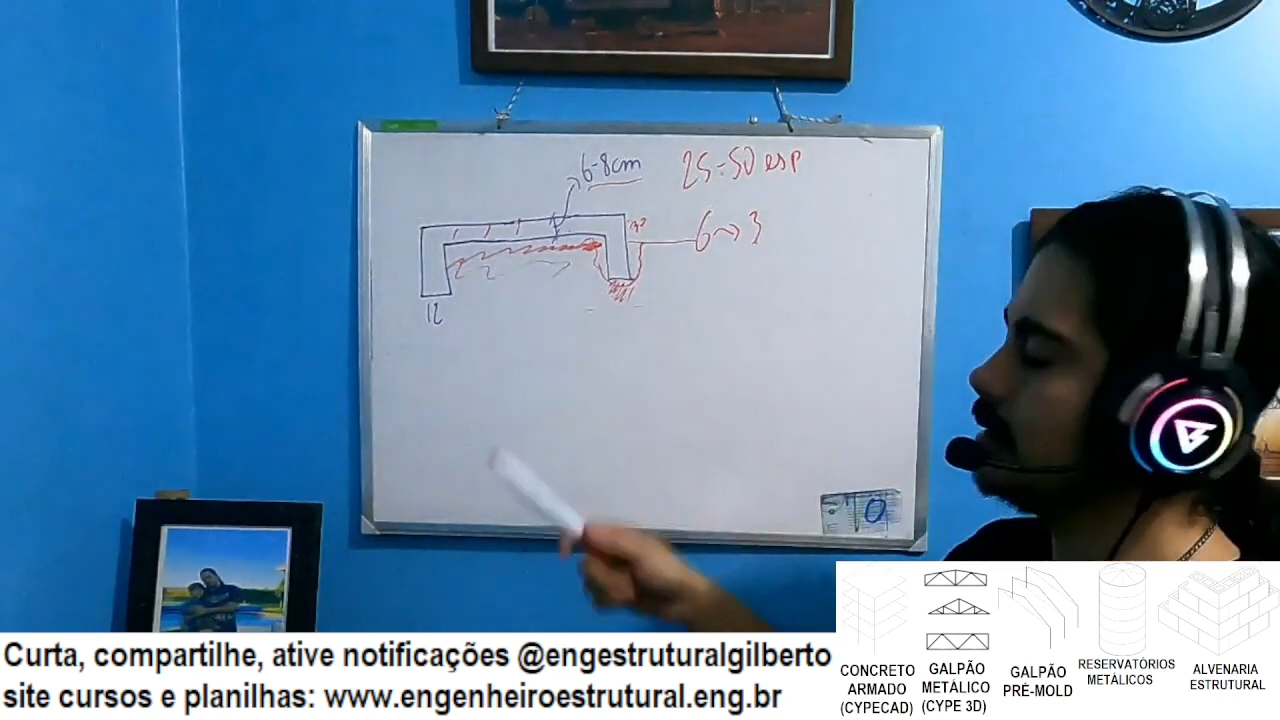 6-8cm
25-50 esp
6 → 3
12
Curta, compartilhe, ative notificações @engestruturalgilberto
site cursos e planilhas: www.engenheiroestrutural.eng.br
CONCRETO
ARMADO
(CYPECAD)
GALPÃO
METÁLICO
(CYPE 3D)
GALPÃO
PRÉ-MOLD
RESERVATÓRIOS
METÁLICOS
ALVENARIA
ESTRUTURAL